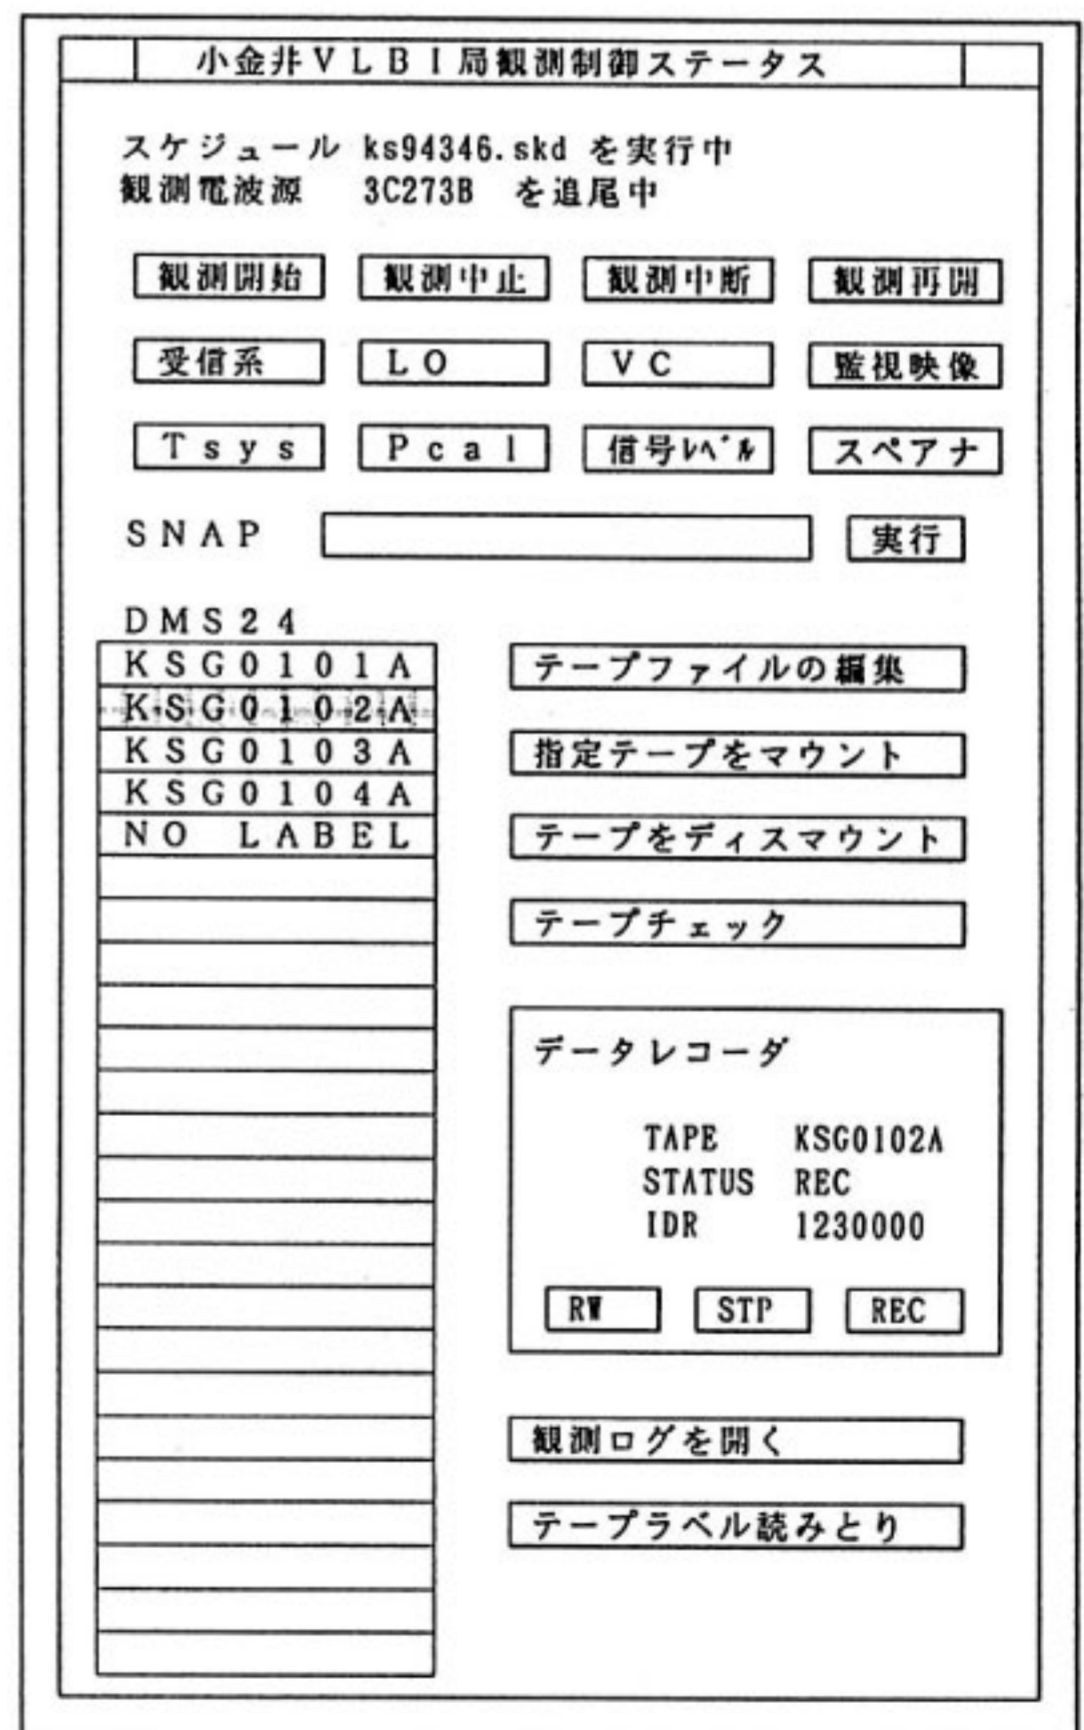 小金井VLBI局観測制御ステータス
スケジュール ks94346.skd を実行中
観測電波源 3C273B を追尾中
観測開始 観測中止 観測中断 観測再開
受信系 LO VC 監視映像
Tsys Pcal 信号ﾚﾍﾞﾙ スペアナ
SNAP 実行
DMS24
KSG0101A
KSG0102A
KSG0103A
KSG0104A
NO LABEL
テープファイルの編集
指定テープをマウント
テープをディスマウント
テープチェック
データレコーダ
TAPE KSG0102A
STATUS REC
IDR 1230000
RW STP REC
観測ログを開く
テープラベル読みとり